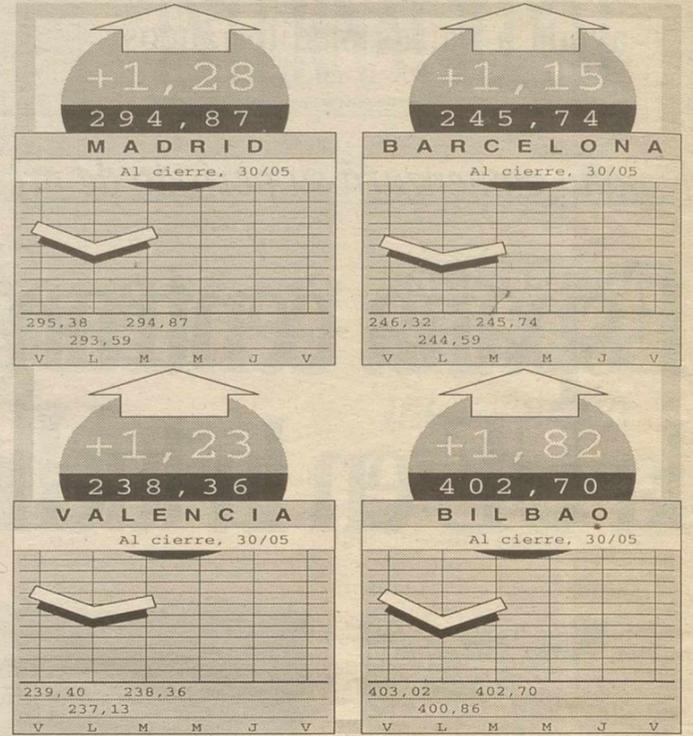 +1,28
294,87
MADRID
Al cierre, 30/05
295,38 294,87
293,59
V L M M J V
+1,15
245,74
BARCELONA
Al cierre, 30/05
246,32 245,74
244,59
V L M M J V
+1,23
238,36
VALENCIA
Al cierre, 30/05
239,40 238,36
237,13
V L M M J V
+1,82
402,70
BILBAO
Al cierre, 30/05
403,02 402,70
400,86
V L M M J V